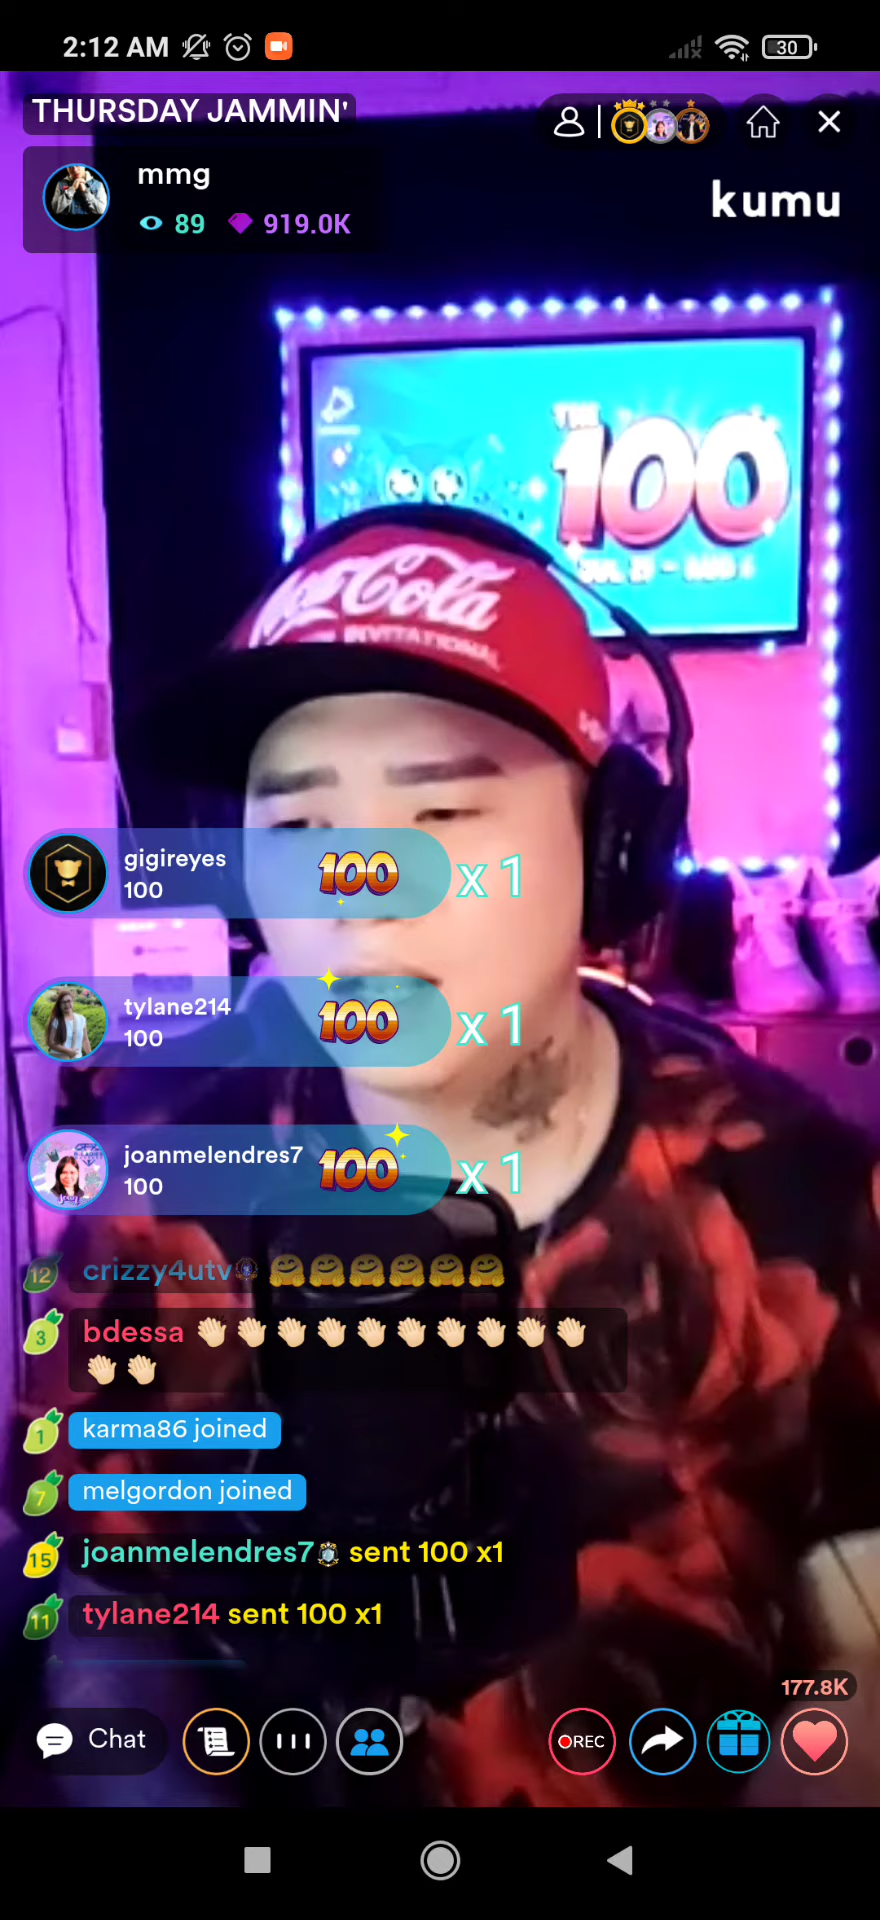 2:12 AM
30
THURSDAY JAMMIN'
mmg
89 919.0K
kumu
THE
100
Coca-Cola
INVITATIONAL
gigireyes
100
100 x 1
tylane214
100
100 x 1
joanmelendres7
100
100 x 1
12 crizzy4utv
3 bdessa 👏🏻👏🏻👏🏻👏🏻👏🏻👏🏻👏🏻👏🏻👏🏻👏🏻
👏🏻👏🏻
1 karma86 joined
7 melgordon joined
15 joanmelendres7 sent 100 x1
11 tylane214 sent 100 x1
177.8K
Chat
REC